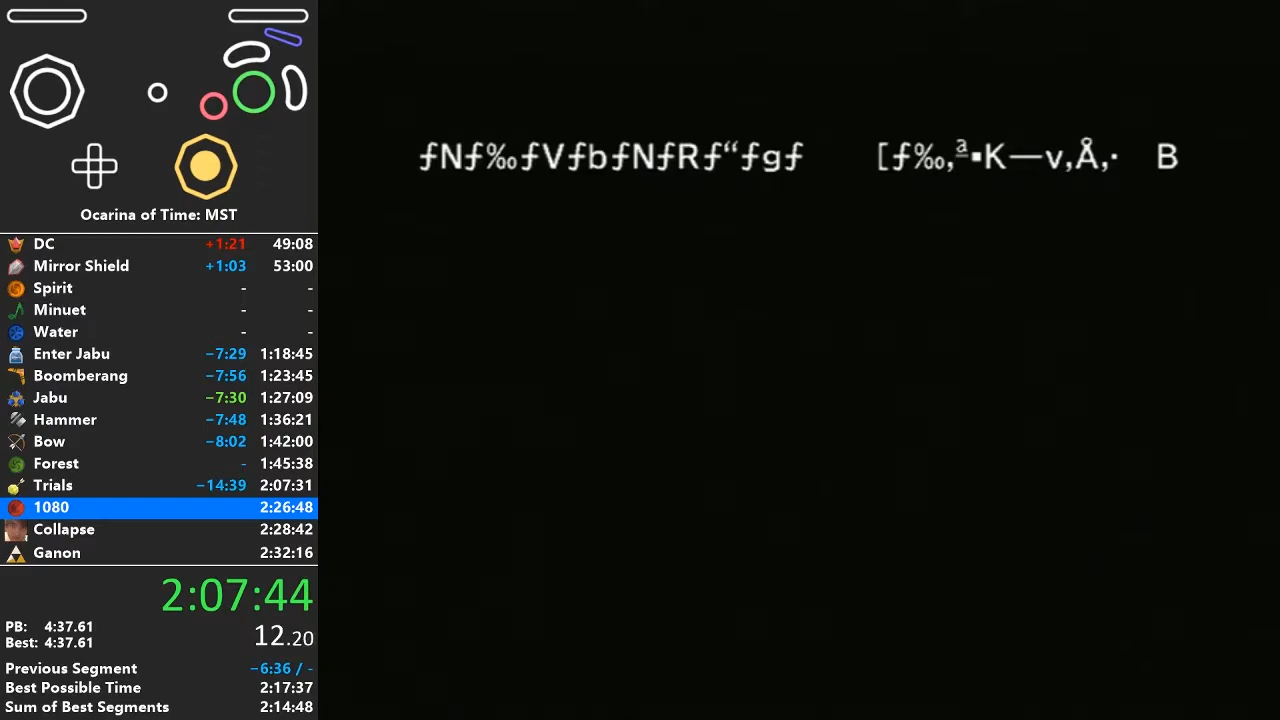 ƒNƒ‰ƒVƒbƒNƒRƒ“ƒgƒ [ƒ‰‚ª▪K—v‚Å‚· B
Ocarina of Time: MST
DC +1:21 49:08
Mirror Shield +1:03 53:00
Spirit - -
Minuet - -
Water - -
Enter Jabu −7:29 1:18:45
Boomberang −7:56 1:23:45
Jabu −7:30 1:27:09
Hammer −7:48 1:36:21
Bow −8:02 1:42:00
Forest - 1:45:38
Trials −14:39 2:07:31
1080 2:26:48
Collapse 2:28:42
Ganon 2:32:16
2:07:44
PB: 4:37.61
Best: 4:37.61
12.20
Previous Segment −6:36 / -
Best Possible Time 2:17:37
Sum of Best Segments 2:14:48